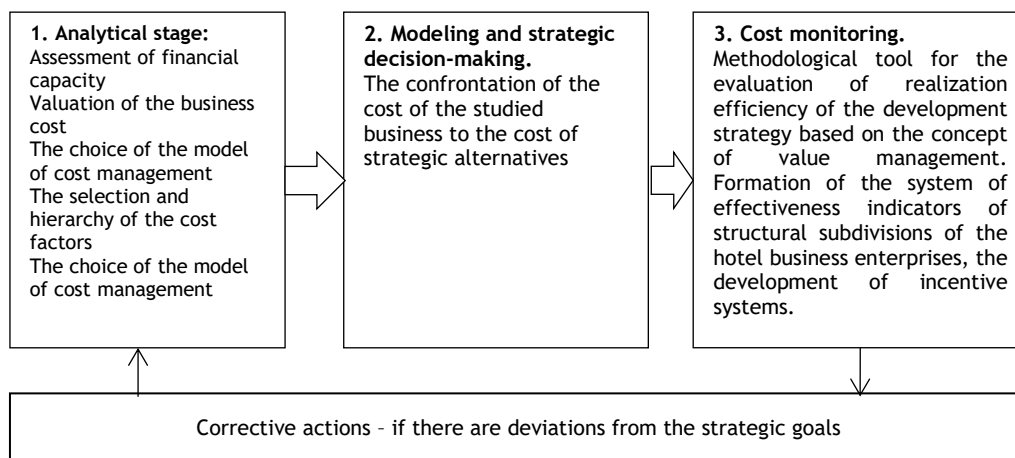 1. Analytical stage:
Assessment of financial
capacity
Valuation of the business
cost
The choice of the model
of cost management
The selection and
hierarchy of the cost
factors
The choice of the model
of cost management
2. Modeling and strategic
decision-making.
The confrontation of the
cost of the studied
business to the cost of
strategic alternatives
3. Cost monitoring.
Methodological tool for the
evaluation of realization
efficiency of the development
strategy based on the concept
of value management.
Formation of the system of
effectiveness indicators of
structural subdivisions of the
hotel business enterprises, the
development of incentive
systems.
Corrective actions – if there are deviations from the strategic goals